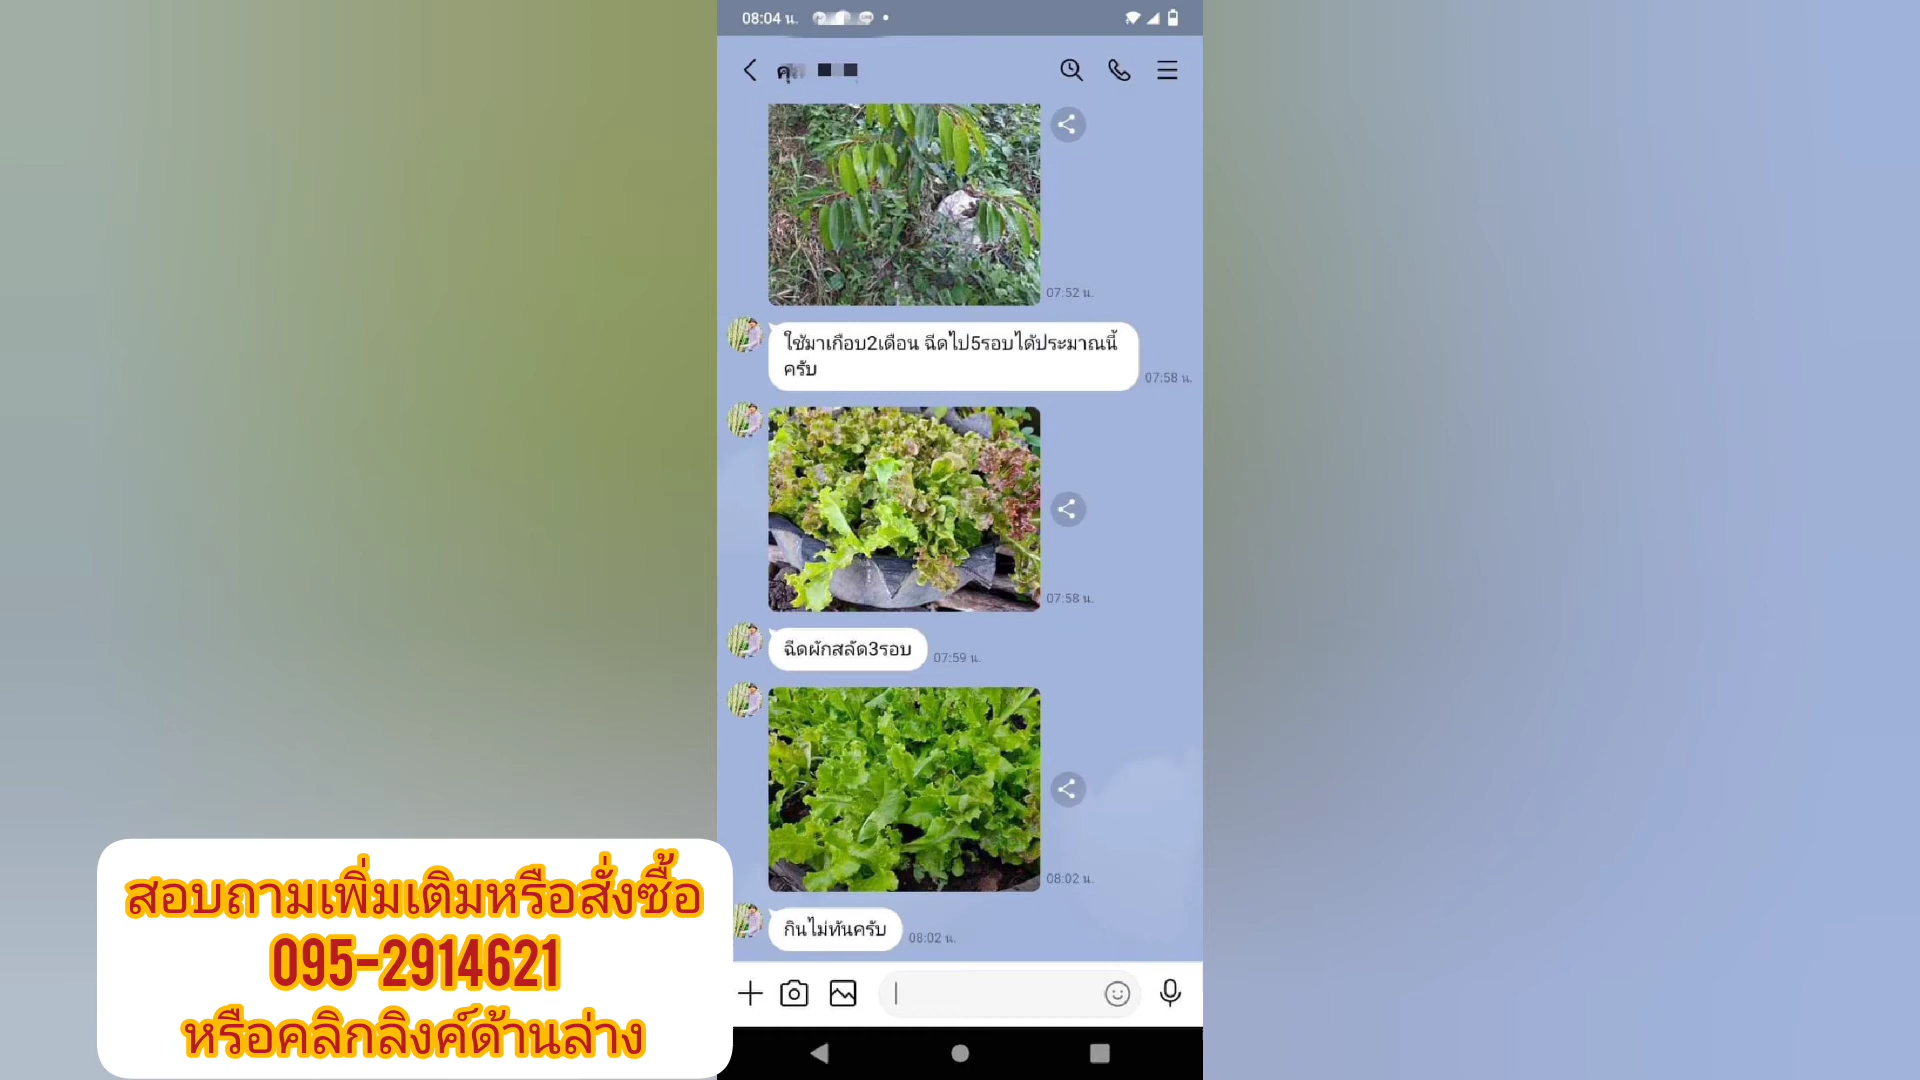 08:04 น.
07:52 น.
ใช้มาเกือบ2เดือน ฉีดไป5รอบได้ประมาณนี้
ครับ
07:58 น.
07:58 น.
ฉีดผักสลัด3รอบ
07:59 น.
08:02 น.
กินไม่ทันครับ
08:02 น.
สอบถามเพิ่มเติมหรือสั่งซื้อ
095-2914621
หรือคลิกลิงค์ด้านล่าง